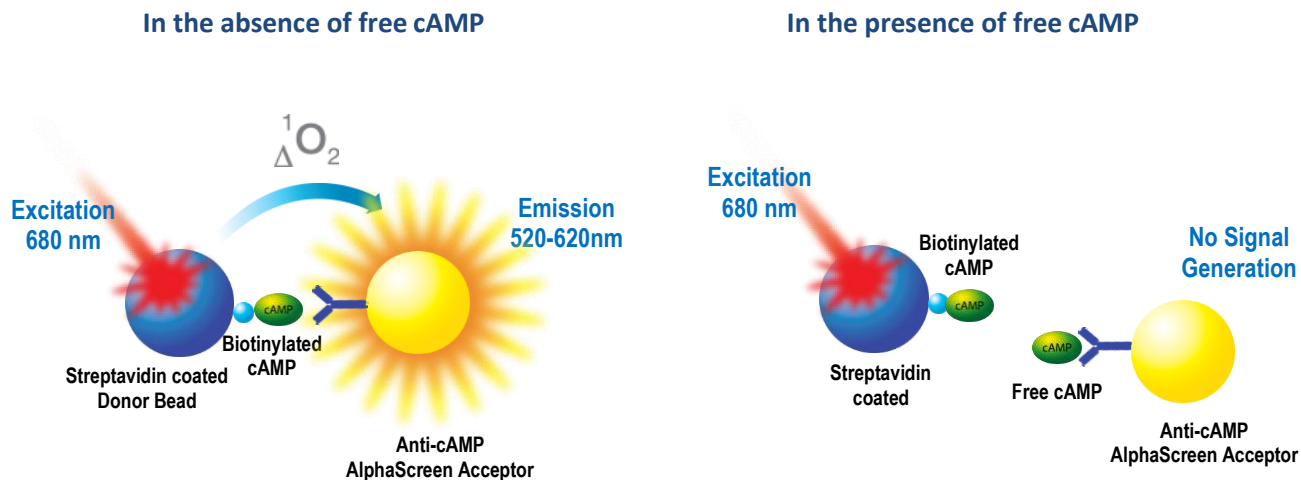 In the absence of free cAMP
1
Δ O2
Excitation
680 nm
Emission
520-620nm
cAMP
Biotinylated
cAMP
Streptavidin coated
Donor Bead
Anti-cAMP
AlphaScreen Acceptor
In the presence of free cAMP
Excitation
680 nm
Biotinylated
cAMP
cAMP
No Signal
Generation
Streptavidin
coated
cAMP
Free cAMP
Anti-cAMP
AlphaScreen Acceptor